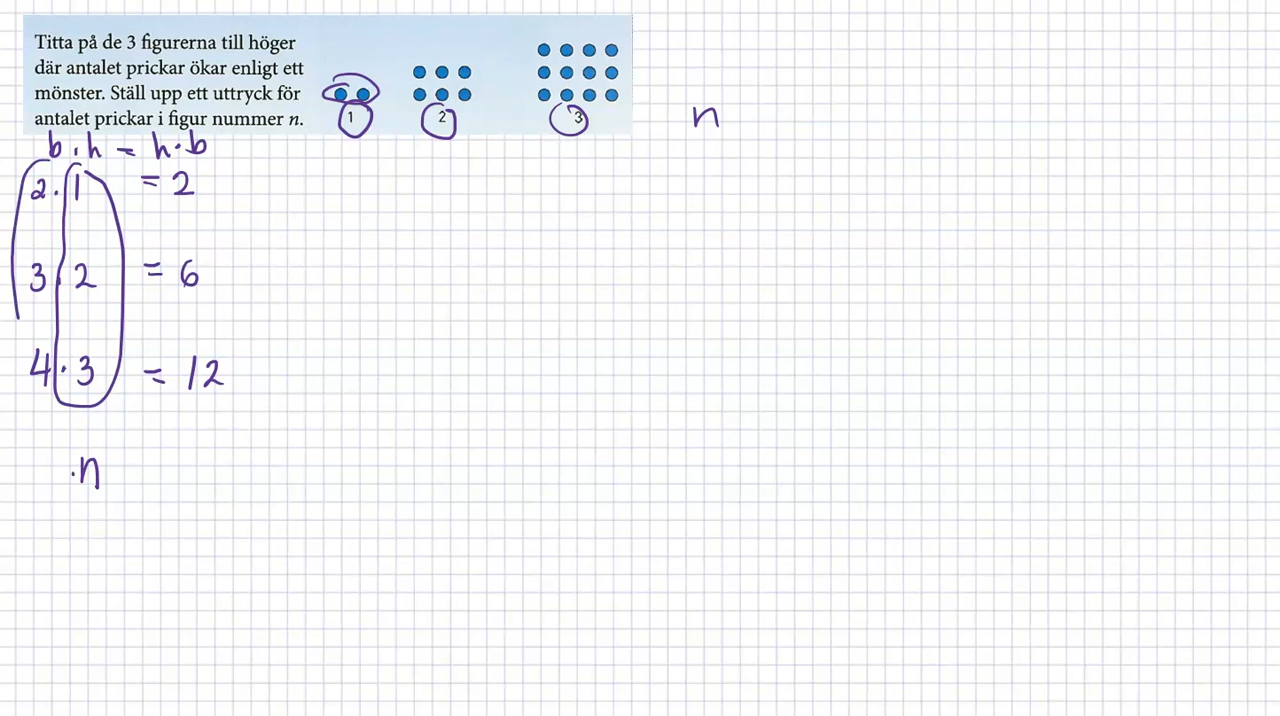 Titta på de 3 figurerna till höger
där antalet prickar ökar enligt ett
mönster. Ställ upp ett uttryck för
antalet prickar i figur nummer n.
1 2 3
n
b · h = h · b
2 · 1 = 2
3 · 2 = 6
4 · 3 = 12
· n